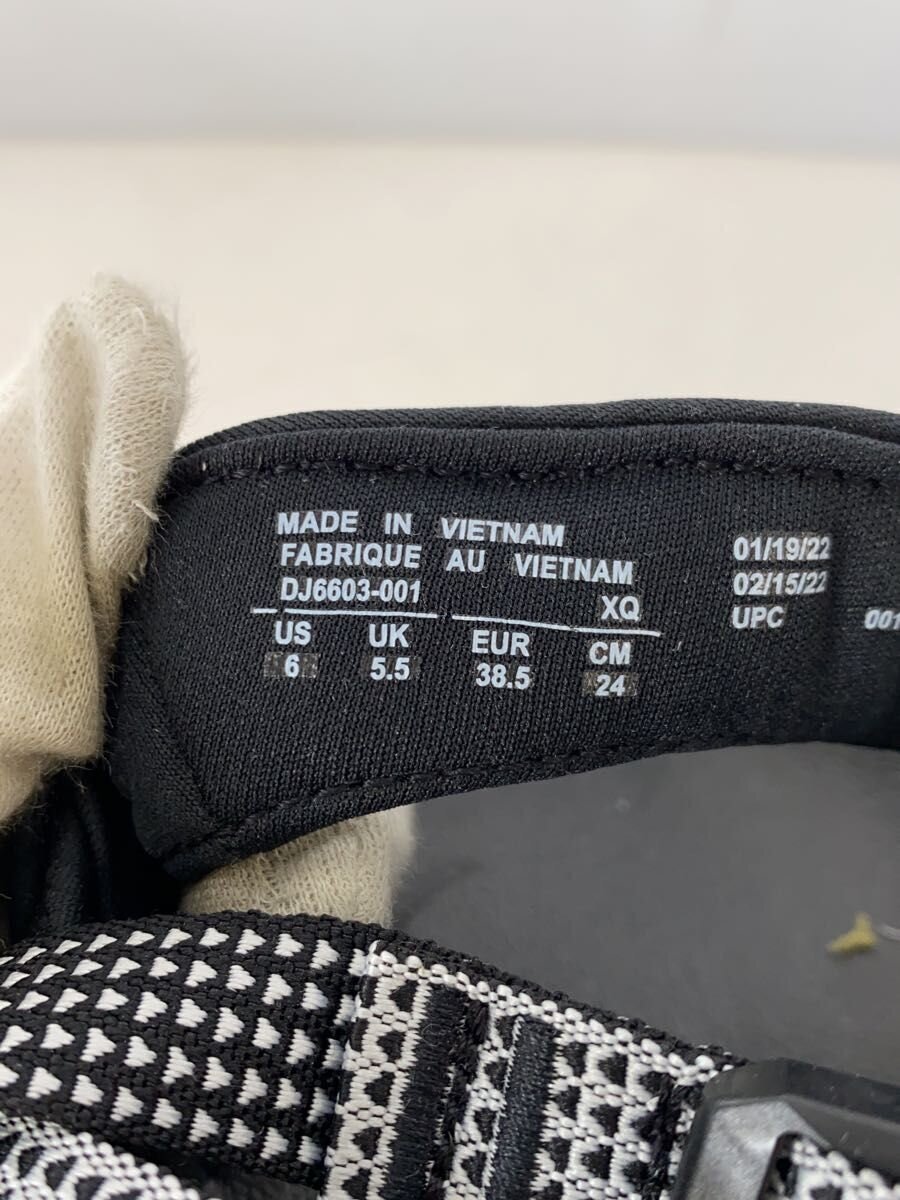 MADE IN VIETNAM
FABRIQUE AU VIETNAM
DJ6603-001 XQ
US UK EUR CM
6 5.5 38.5 24
01/19/22
02/15/22
UPC 001